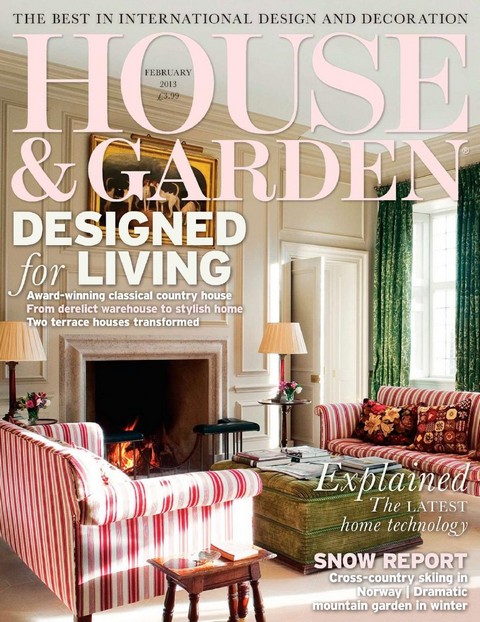 THE BEST IN INTERNATIONAL DESIGN AND DECORATION
HOUSE
FEBRUARY
2013
£3.99
& GARDEN®
DESIGNED
for LIVING
Award-winning classical country house
From derelict warehouse to stylish home
Two terrace houses transformed
Explained
The LATEST
home technology
SNOW REPORT
Cross-country skiing in
Norway | Dramatic
mountain garden in winter